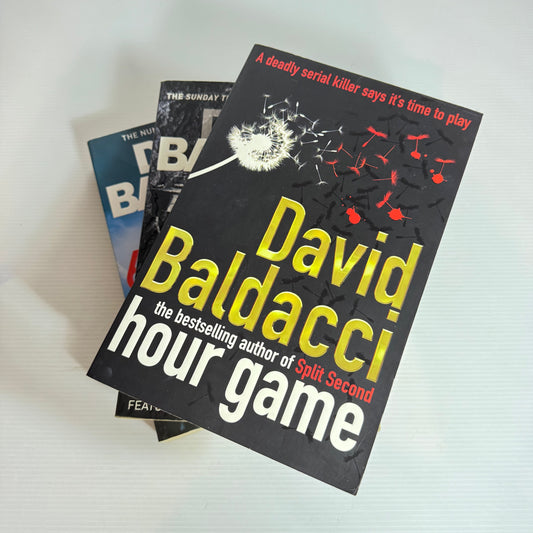 A deadly serial killer says it's time to play
David
Baldacci
the bestselling author of Split Second
hour game
THE SUNDAY
BA
FEATU
THE NU
BA